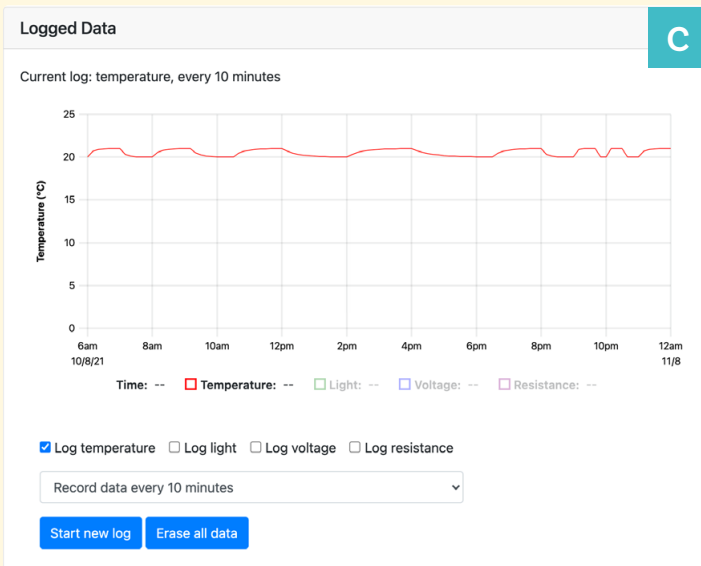 Logged Data
C
Current log: temperature, every 10 minutes
25
20
15
10
5
0
Temperature (°C)
6am 8am 10am 12pm 2pm 4pm 6pm 8pm 10pm 12am
10/8/21 11/8
Time: -- Temperature: -- Light: -- Voltage: -- Resistance: --
Log temperature Log light Log voltage Log resistance
Record data every 10 minutes
Start new log Erase all data